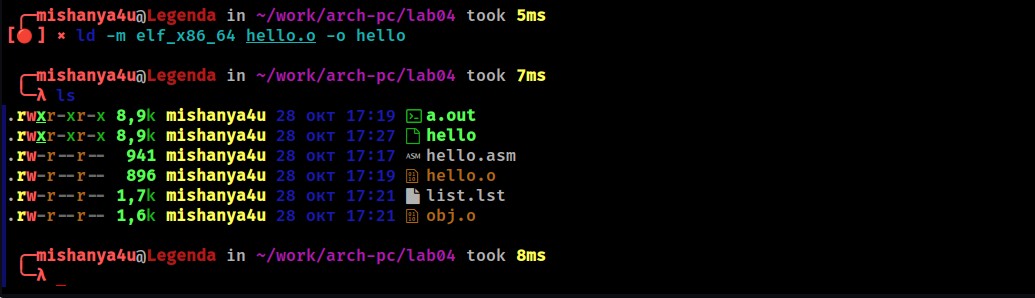 ╭─mishanya4u@Legenda in ~/work/arch-pc/lab04 took 5ms
[🔴] × ld -m elf_x86_64 hello.o -o hello
╭─mishanya4u@Legenda in ~/work/arch-pc/lab04 took 7ms
╰─λ ls
.rwxr-xr-x 8,9k mishanya4u 28 окт 17:19 a.out
.rwxr-xr-x 8,9k mishanya4u 28 окт 17:27 hello
.rw-r--r-- 941 mishanya4u 28 окт 17:17 ASM hello.asm
.rw-r--r-- 896 mishanya4u 28 окт 17:19 hello.o
.rw-r--r-- 1,7k mishanya4u 28 окт 17:21 list.lst
.rw-r--r-- 1,6k mishanya4u 28 окт 17:21 obj.o
╭─mishanya4u@Legenda in ~/work/arch-pc/lab04 took 8ms
╰─λ _